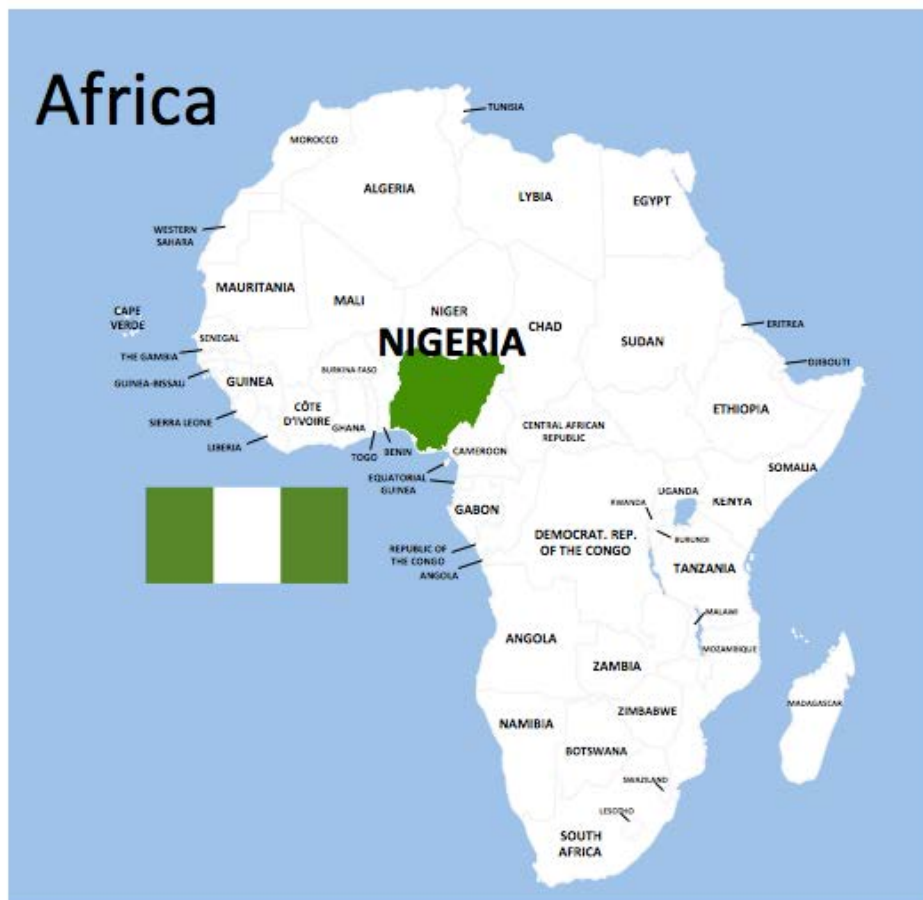 Africa
TUNISIA
MOROCCO
ALGERIA
LYBIA
EGYPT
WESTERN
SAHARA
MAURITANIA
MALI
NIGER
CHAD
SUDAN
ERITREA
CAPE
VERDE
SENEGAL
NIGERIA
THE GAMBIA
DJIBOUTI
GUINEA-BISSAU
GUINEA
BURKINA FASO
ETHIOPIA
SIERRA LEONE
CÔTE
D'IVOIRE
GHANA
CENTRAL AFRICAN
REPUBLIC
LIBERIA
TOGO
BENIN
CAMEROON
SOMALIA
EQUATORIAL
GUINEA
UGANDA
RWANDA
KENYA
GABON
DEMOCRAT. REP.
OF THE CONGO
BURUNDI
REPUBLIC OF
THE CONGO
ANGOLA
TANZANIA
MALAWI
ANGOLA
MOZAMBIQUE
ZAMBIA
MADAGASCAR
NAMIBIA
ZIMBABWE
BOTSWANA
SWAZILAND
LESOTHO
SOUTH
AFRICA